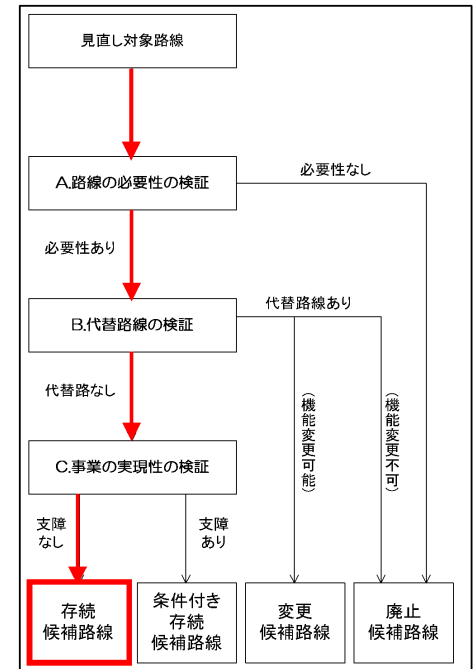 見直し対象路線
A.路線の必要性の検証
必要性なし
必要性あり
B.代替路線の検証
代替路線あり
代替路なし
（機能変更可能）
（機能変更不可）
C.事業の実現性の検証
支障
なし
支障
あり
存続
候補路線
条件付き
存続
候補路線
変更
候補路線
廃止
候補路線